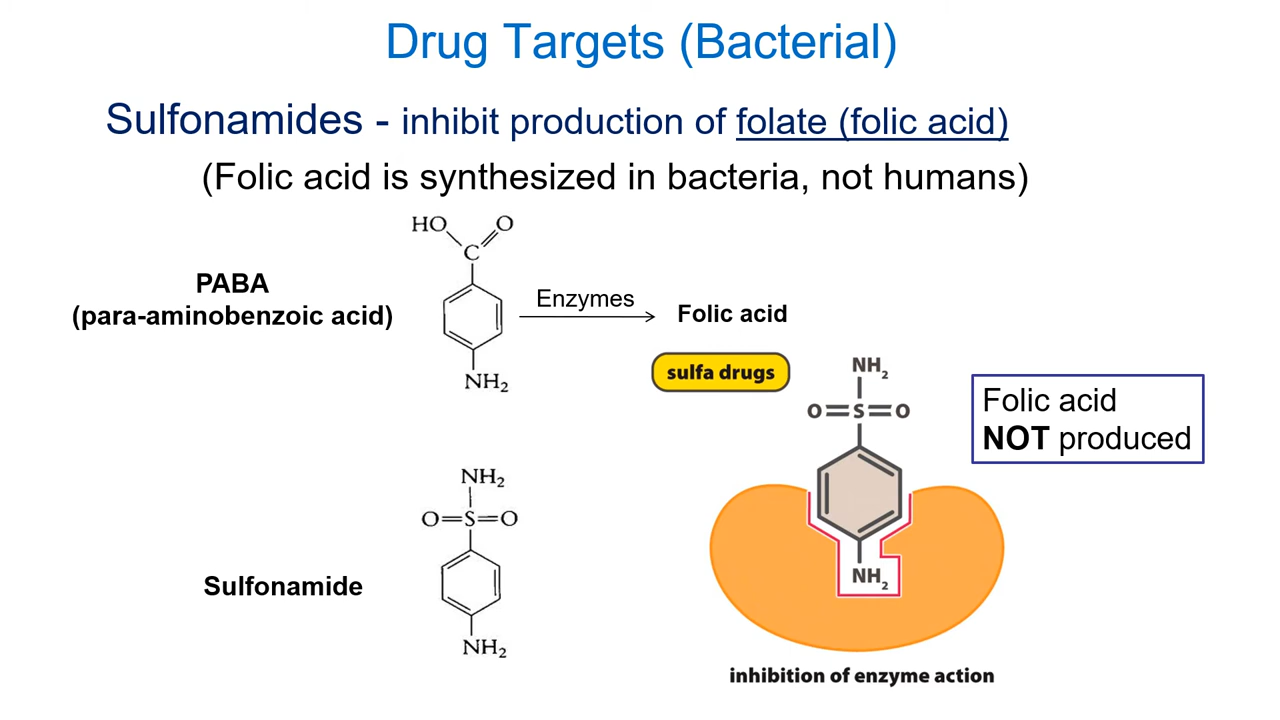 Drug Targets (Bacterial)
Sulfonamides - inhibit production of folate (folic acid)
(Folic acid is synthesized in bacteria, not humans)
HO O
C
PABA
(para-aminobenzoic acid)
Enzymes
Folic acid
NH₂
sulfa drugs
NH₂
O=S=O
NH₂
Folic acid
NOT produced
NH₂
O=S=O
Sulfonamide
NH₂
inhibition of enzyme action